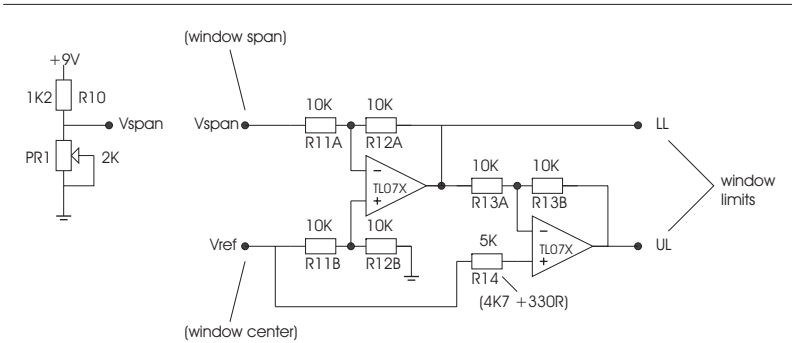 (window span)
+9V
1K2 R10
Vspan
PR1 2K
Vspan
10K 10K
R11A R12A
LL
−
TL07X
+
10K 10K
R13A R13B
window
limits
Vref
10K 10K
R11B R12B
5K
R14
(4K7 +330R)
−
TL07X
+
UL
(window center)